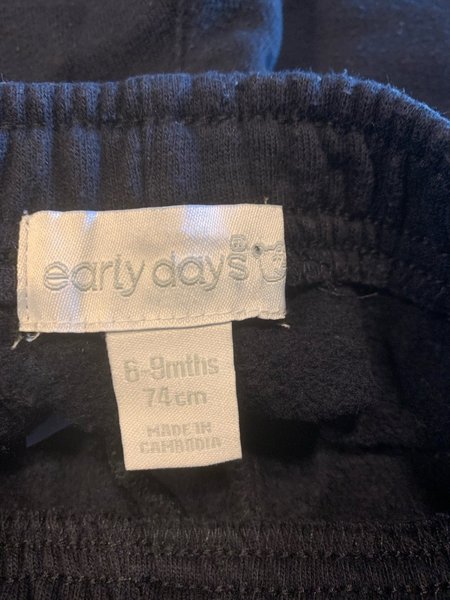 early days®
6-9mths
74cm
MADE IN
CAMBODIA